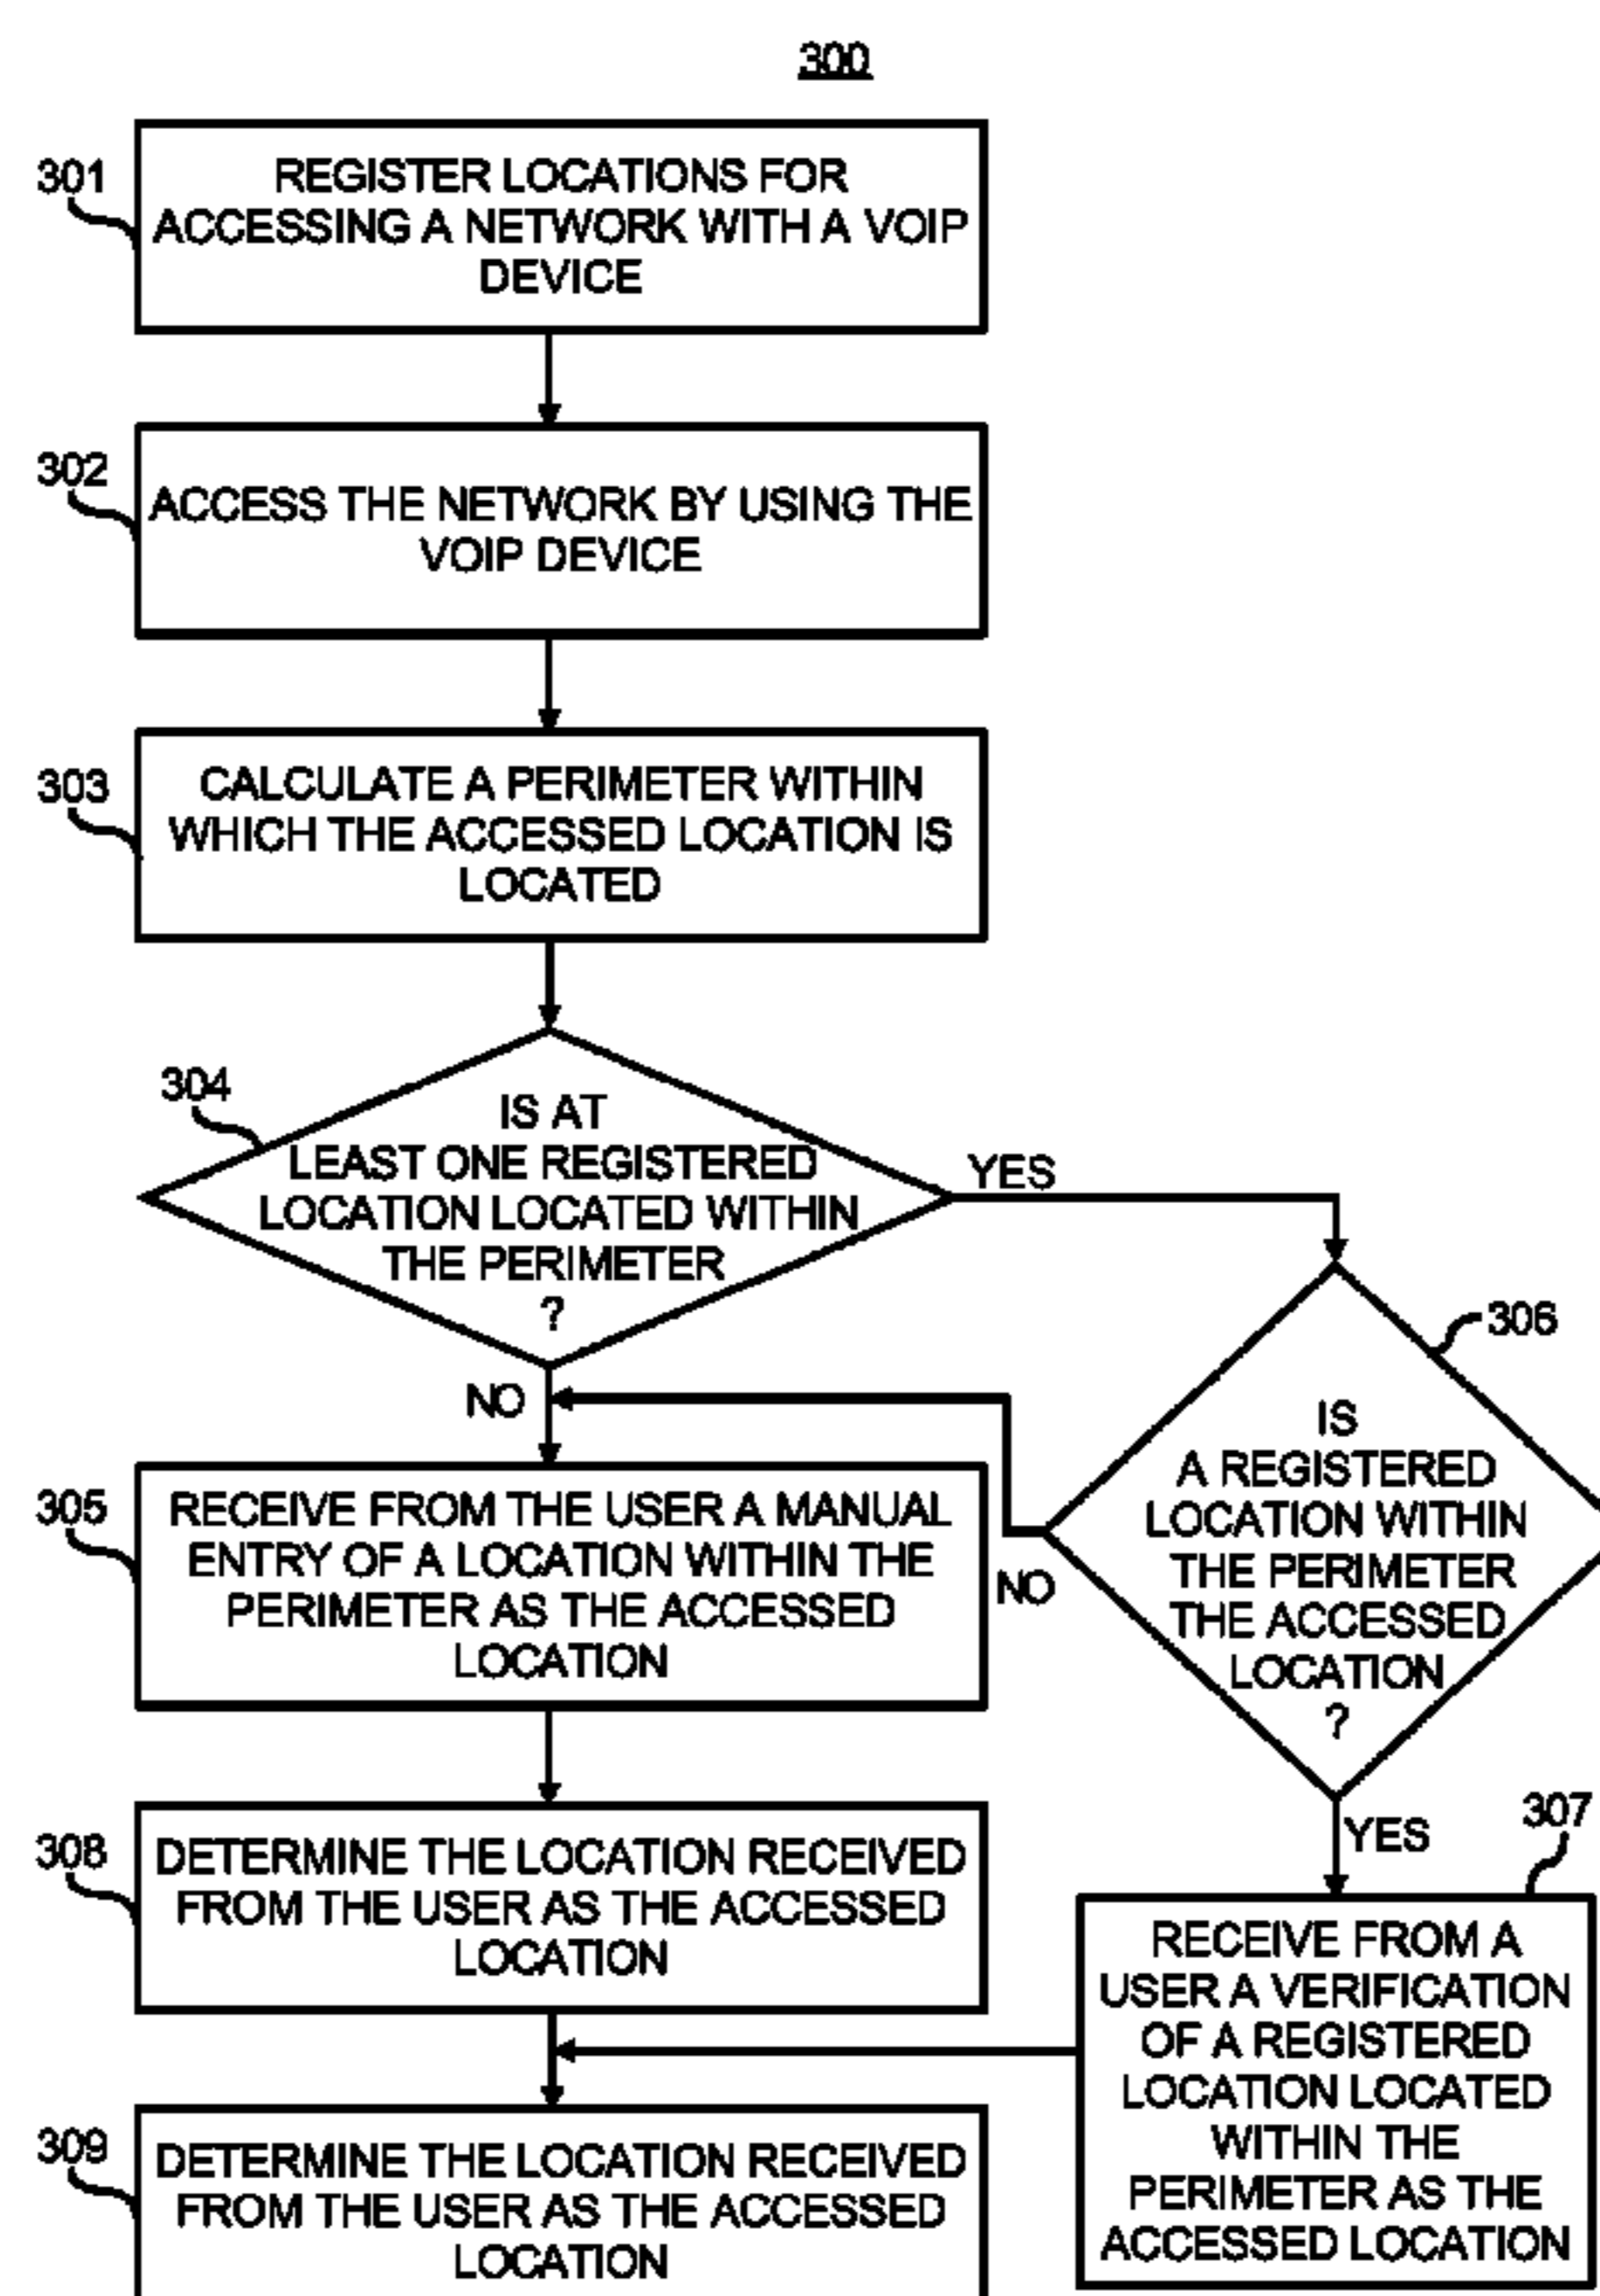 300
301
REGISTER LOCATIONS FOR
ACCESSING A NETWORK WITH A VOIP
DEVICE
302
ACCESS THE NETWORK BY USING THE
VOIP DEVICE
303
CALCULATE A PERIMETER WITHIN
WHICH THE ACCESSED LOCATION IS
LOCATED
304
IS AT
LEAST ONE REGISTERED
LOCATION LOCATED WITHIN
THE PERIMETER
?
YES
NO
306
IS
A REGISTERED
LOCATION WITHIN
THE PERIMETER
THE ACCESSED
LOCATION
?
NO
YES
305
RECEIVE FROM THE USER A MANUAL
ENTRY OF A LOCATION WITHIN THE
PERIMETER AS THE ACCESSED
LOCATION
307
RECEIVE FROM A
USER A VERIFICATION
OF A REGISTERED
LOCATION LOCATED
WITHIN THE
PERIMETER AS THE
ACCESSED LOCATION
308
DETERMINE THE LOCATION RECEIVED
FROM THE USER AS THE ACCESSED
LOCATION
309
DETERMINE THE LOCATION RECEIVED
FROM THE USER AS THE ACCESSED
LOCATION